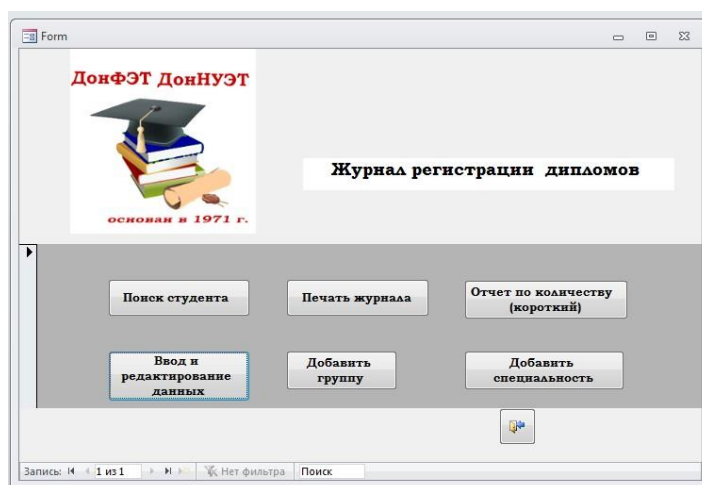 Form
ДонФЭТ ДонНУЭТ
основан в 1971 г.
Журнал регистрации дипломов
Поиск студента
Печать журнала
Отчет по количеству
(короткий)
Ввод и
редактирование
данных
Добавить
группу
Добавить
специальность
Запись: 1 из 1 Нет фильтра Поиск